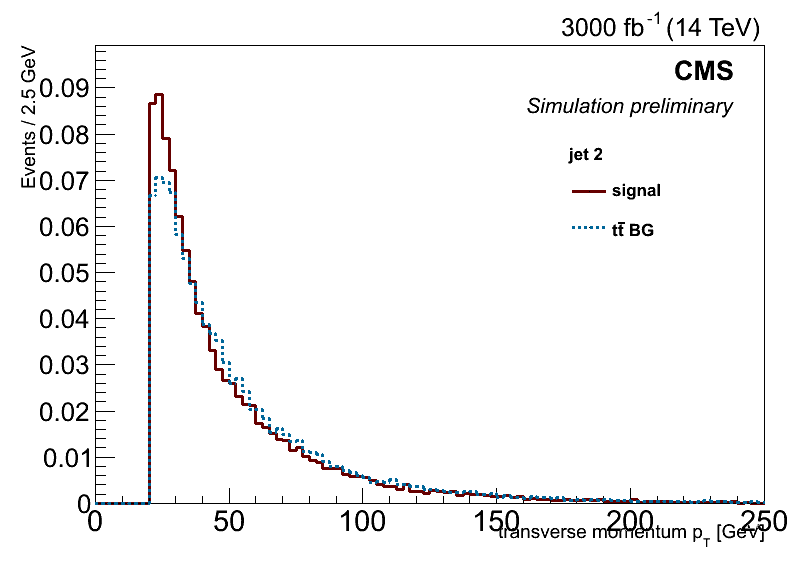 3000 fb⁻¹ (14 TeV)
CMS
Simulation preliminary
jet 2
signal
tt̄ BG
Events / 2.5 GeV
0.09
0.08
0.07
0.06
0.05
0.04
0.03
0.02
0.01
0
0 50 100 150 200 250
transverse momentum p_T [GeV]